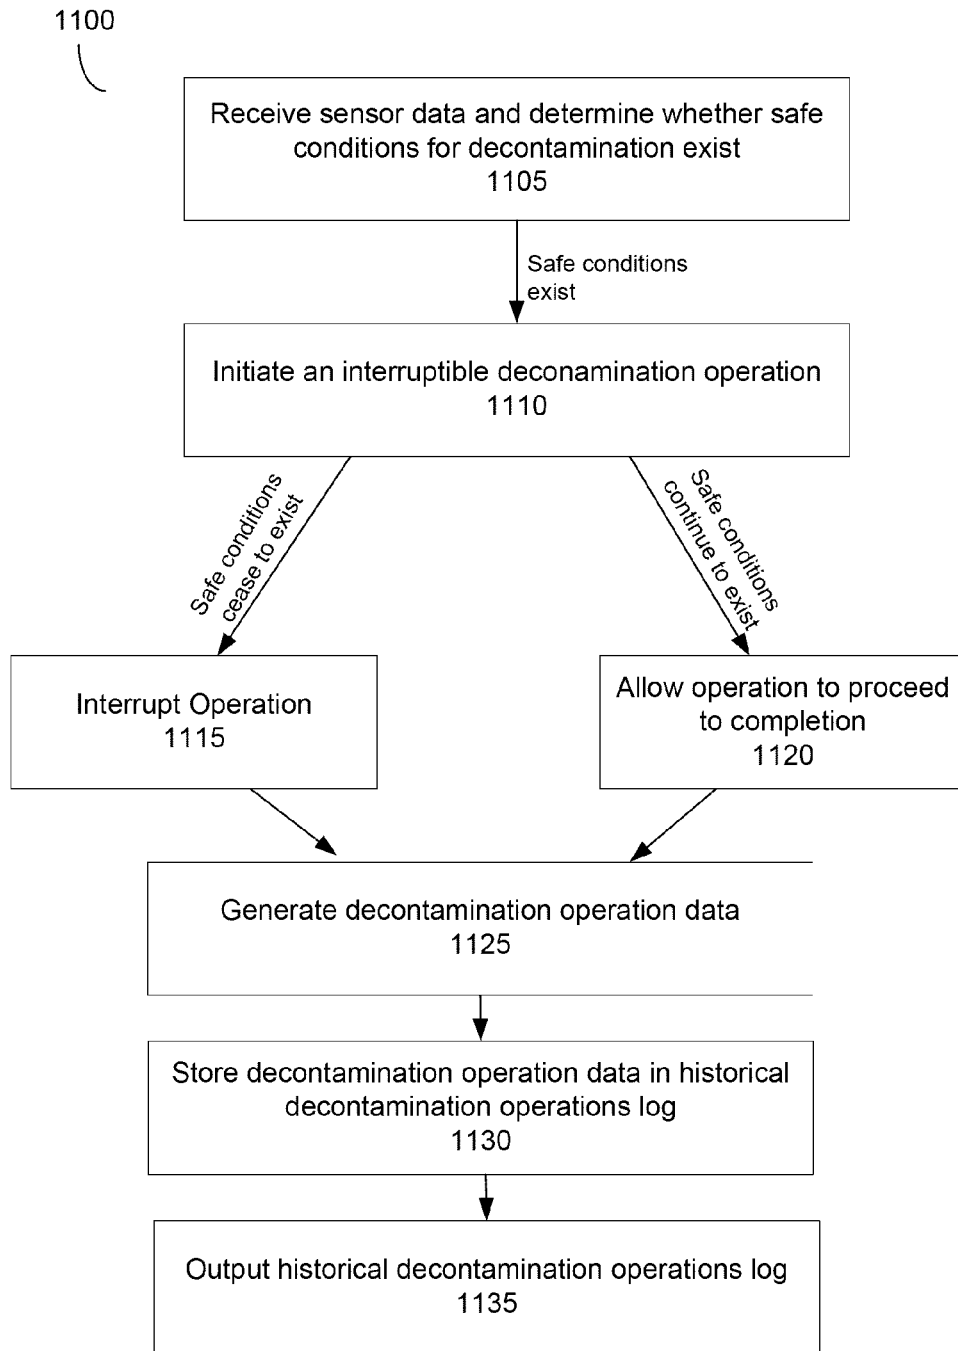 1100
Receive sensor data and determine whether safe
conditions for decontamination exist
1105
Safe conditions
exist
Initiate an interruptible deconamination operation
1110
Safe conditions
cease to exist
Safe conditions
continue to exist
Interrupt Operation
1115
Allow operation to proceed
to completion
1120
Generate decontamination operation data
1125
Store decontamination operation data in historical
decontamination operations log
1130
Output historical decontamination operations log
1135